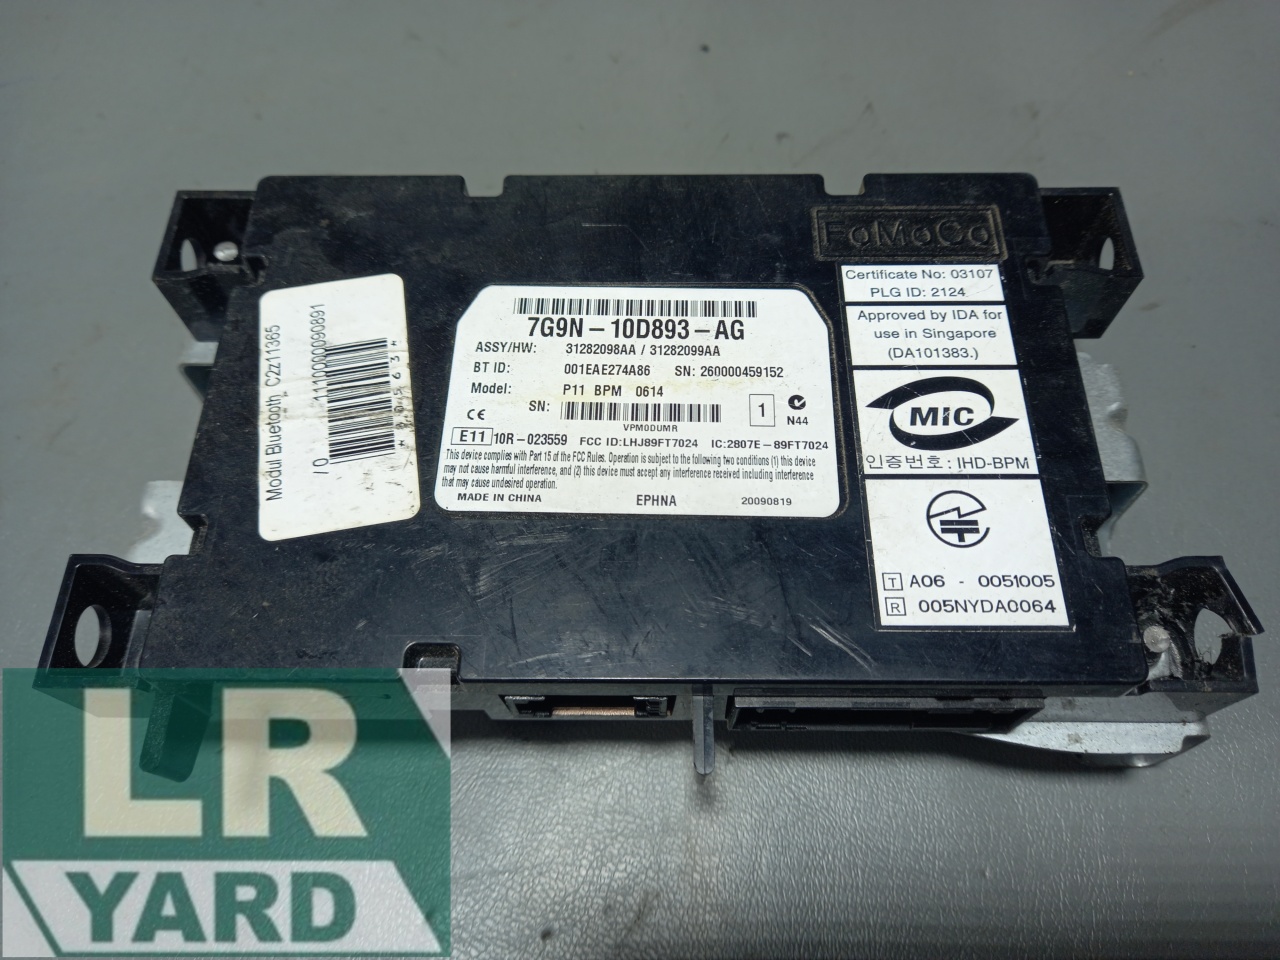 FoMoCo
Certificate No: 03107
PLG ID: 2124
Approved by IDA for
use in Singapore
(DA101383.)
MIC
인증번호: IHD-BPM
T A06 - 0051005
R 005NYDA0064
7G9N-10D893-AG
ASSY/HW: 31282098AA / 31282099AA
BT ID: 001EAE274A86 SN: 260000459152
Model: P11 BPM 0614
SN:
1
N44
CE
VPM0DUMR
E11 10R-023559 FCC ID:LHJ89FT7024 IC:2807E-89FT7024
This device complies with Part 15 of the FCC Rules. Operation is subject to the following two conditions (1) this device
may not cause harmful interference, and (2) this device must accept any interference received including interference
that may cause undesired operation.
MADE IN CHINA EPHNA 20090819
Modul Bluetooth C2z11365
/0 1110000090891
LR
YARD